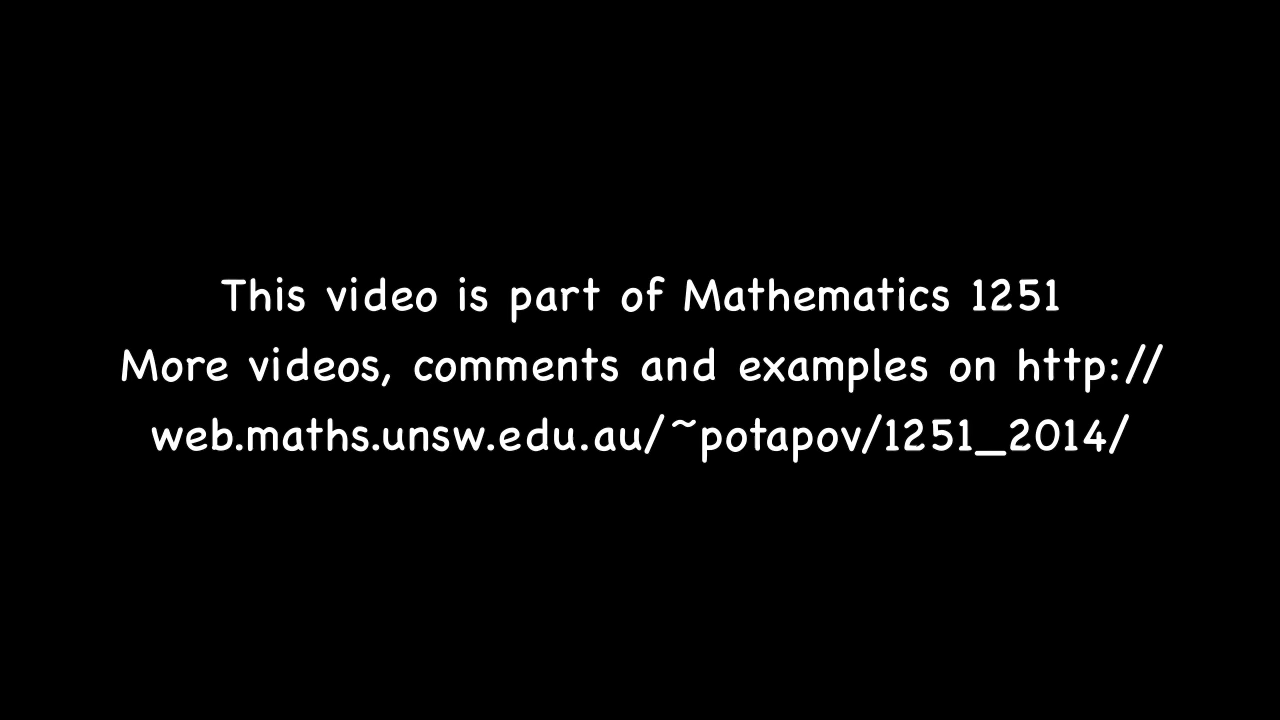 This video is part of Mathematics 1251
More videos, comments and examples on http://
web.maths.unsw.edu.au/~potapov/1251_2014/